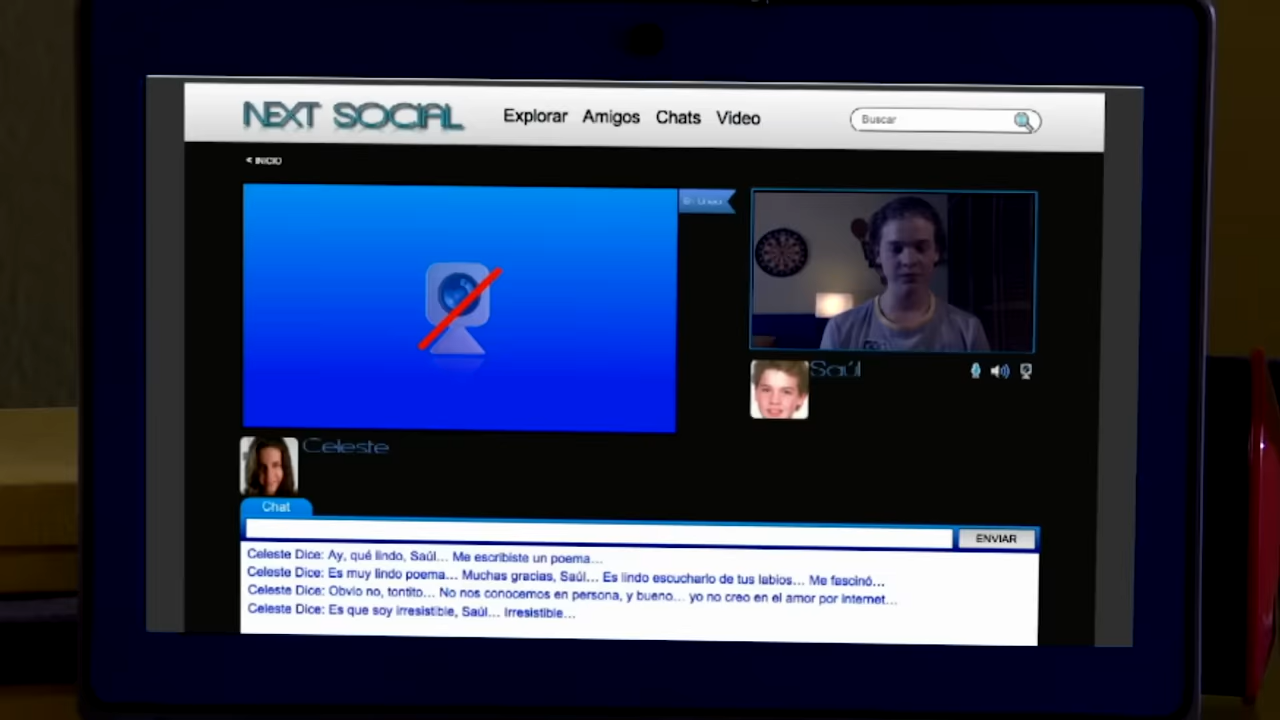 NEXT SOCIAL
Explorar Amigos Chats Video
Buscar
< INICIO
Saúl
Celeste
Chat
ENVIAR
Celeste Dice: Ay, qué lindo, Saúl... Me escribiste un poema...
Celeste Dice: Es muy lindo poema... Muchas gracias, Saúl... Es lindo escucharlo de tus labios... Me fascinó...
Celeste Dice: Obvio no, tontito... No nos conocemos en persona, y bueno... yo no creo en el amor por internet...
Celeste Dice: Es que soy irresistible, Saúl... Irresistible...